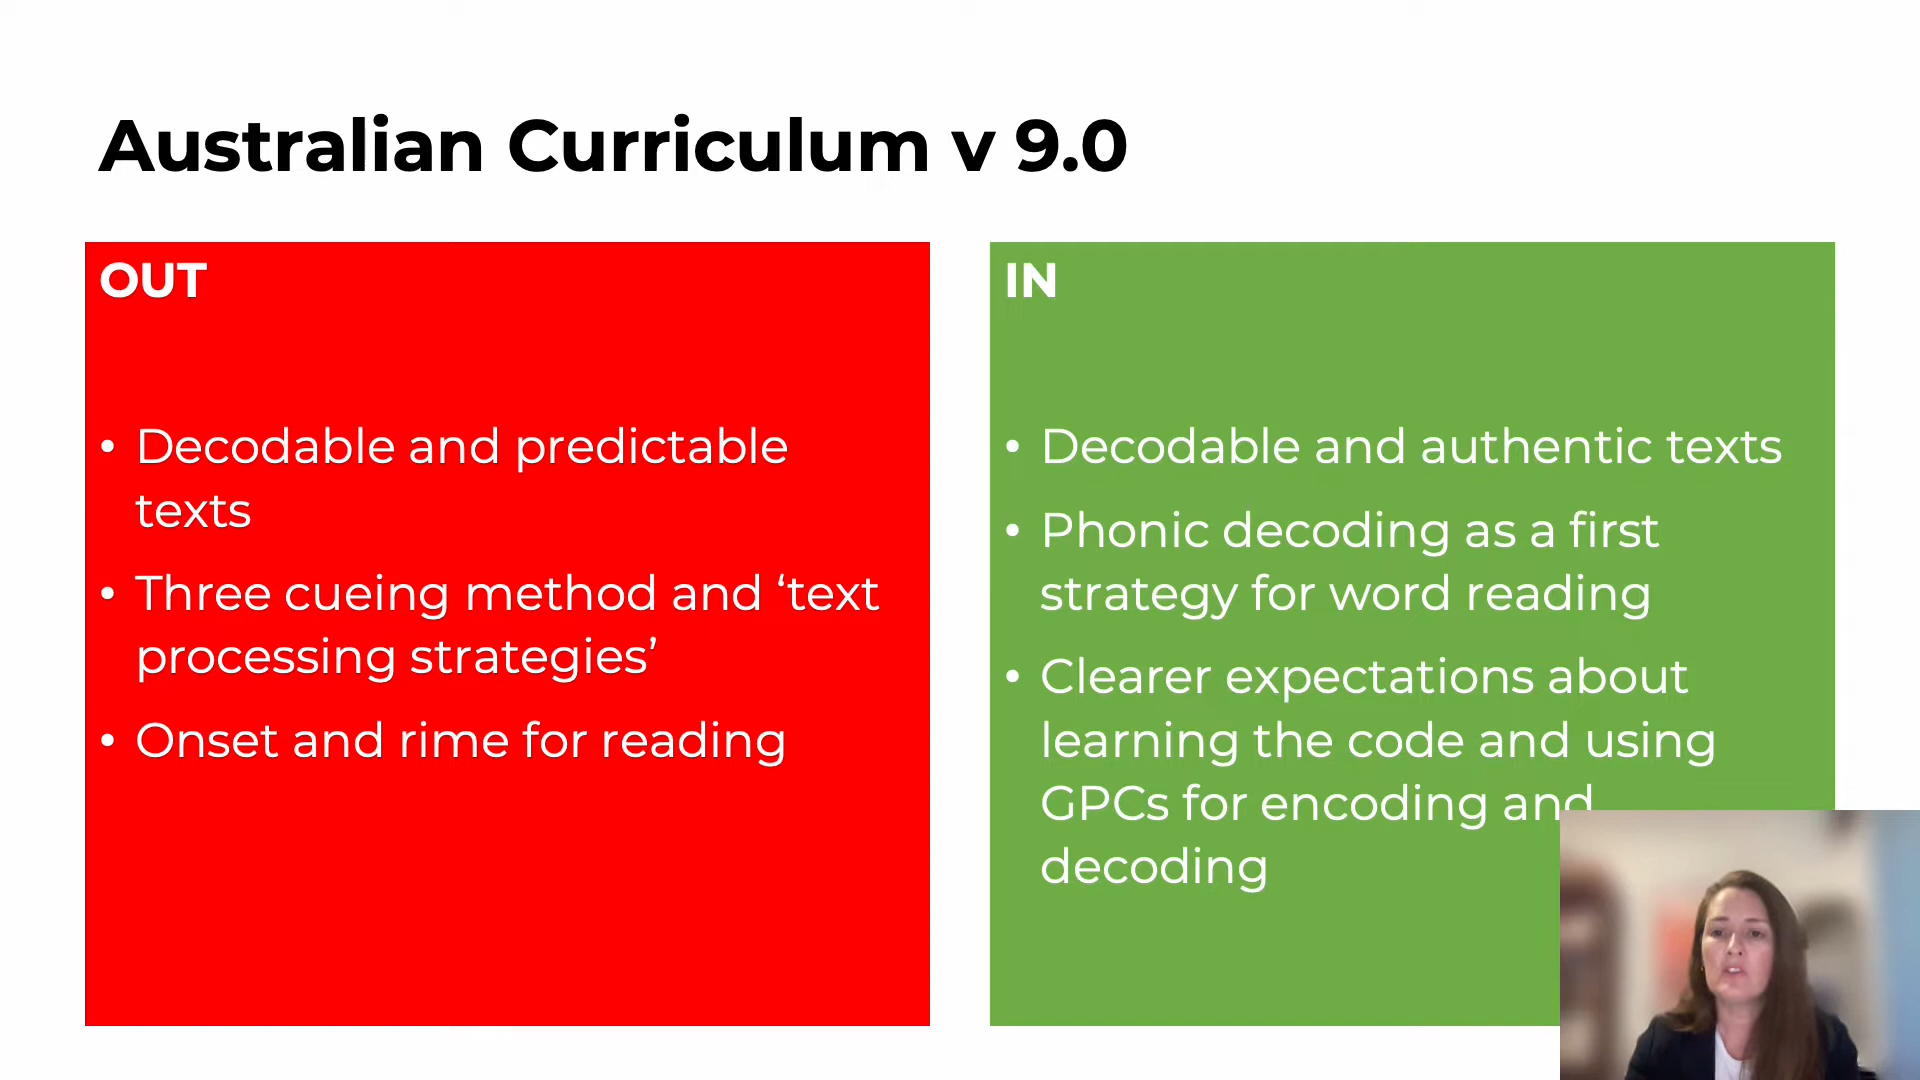 Australian Curriculum v 9.0
OUT
• Decodable and predictable
texts
• Three cueing method and ‘text
processing strategies’
• Onset and rime for reading
IN
• Decodable and authentic texts
• Phonic decoding as a first
strategy for word reading
• Clearer expectations about
learning the code and using
GPCs for encoding and
decoding